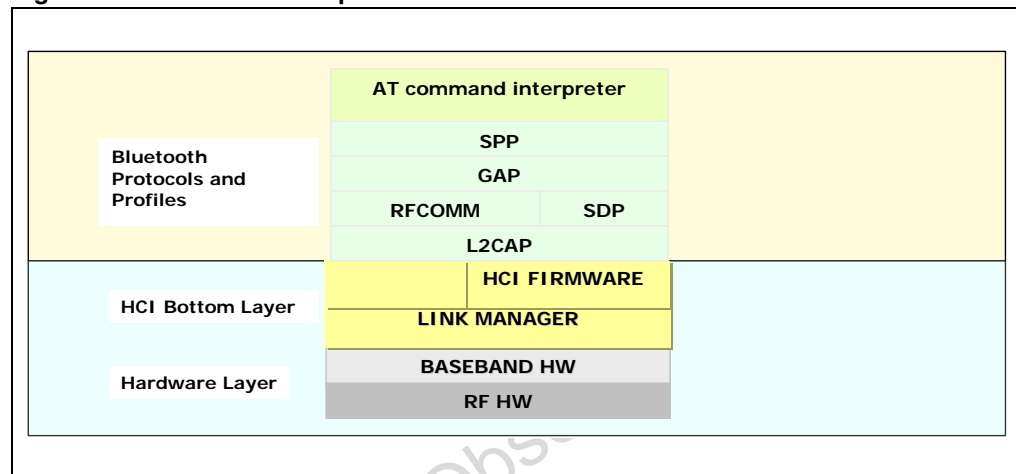 AT command interpreter
SPP
Bluetooth
Protocols and
Profiles
GAP
RFCOMM SDP
L2CAP
HCI FIRMWARE
HCI Bottom Layer
LINK MANAGER
BASEBAND HW
Hardware Layer
RF HW